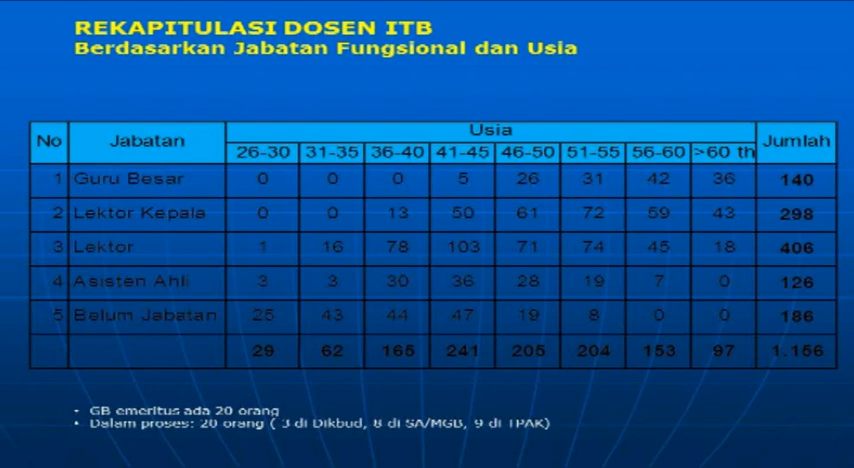 REKAPITULASI DOSEN ITB
Berdasarkan Jabatan Fungsional dan Usia
No Jabatan Usia Jumlah
26-30 31-35 36-40 41-45 46-50 51-55 56-60 >60 th
1 Guru Besar 0 0 0 5 26 31 42 36 140
2 Lektor Kepala 0 0 13 50 61 72 59 43 298
3 Lektor 1 16 78 103 71 74 45 18 406
4 Asisten Ahli 3 3 30 36 28 19 7 0 126
5 Belum Jabatan 25 43 44 47 19 8 0 0 186
29 62 165 241 205 204 153 97 1.156
• GB emeritus ada 20 orang
• Dalam proses: 20 orang ( 3 di Dikbud, 8 di SA/MGB, 9 di TPAK)